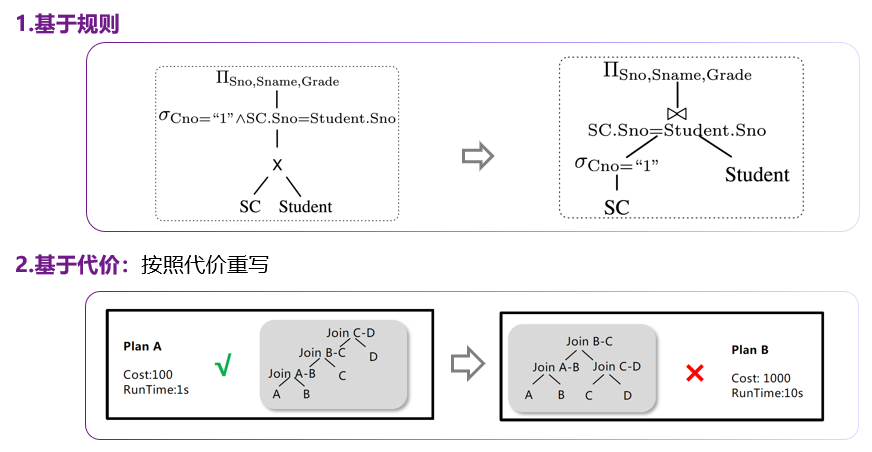 1.基于规则
ΠSno,Sname,Grade
σCno=“1”∧SC.Sno=Student.Sno
X
SC Student
ΠSno,Sname,Grade
⋈
SC.Sno=Student.Sno
σCno=“1”
Student
SC
2.基于代价：按照代价重写
Plan A
Cost:100
RunTime:1s
√
Join C-D
Join B-C
D
Join A-B
C
A B
Join B-C
Join A-B Join C-D
A B C D
×
Plan B
Cost: 1000
RunTime:10s